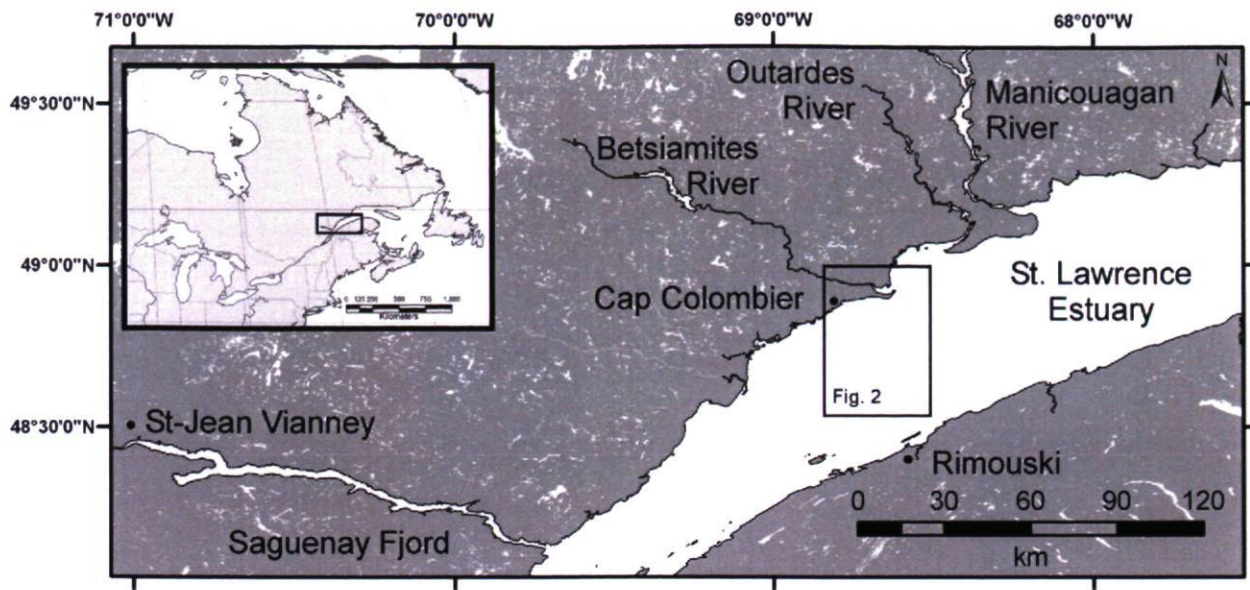 71°0'0"W 70°0'0"W 69°0'0"W 68°0'0"W
49°30'0"N
49°0'0"N
48°30'0"N
N
Outardes
River
Manicouagan
River
Betsiamites
River
Cap Colombier
St. Lawrence
Estuary
Fig. 2
St-Jean Vianney
Rimouski
Saguenay Fjord
0 30 60 90 120
km
Kilometers